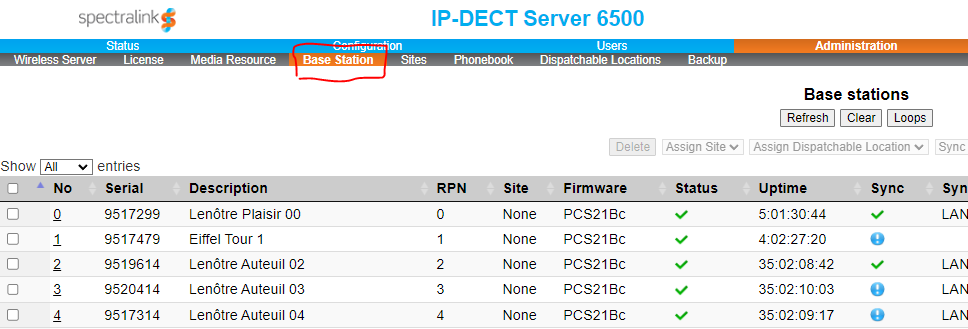 spectralink
IP-DECT Server 6500
Status Configuration Users Administration
Wireless Server License Media Resource Base Station Sites Phonebook Dispatchable Locations Backup
Base stations
Refresh Clear Loops
Delete Assign Site Assign Dispatchable Location Sync
Show All entries
No Serial Description RPN Site Firmware Status Uptime Sync Syn
0 9517299 Lenôtre Plaisir 00 0 None PCS21Bc 5:01:30:44 LAN
1 9517479 Eiffel Tour 1 1 None PCS21Bc 4:02:27:20
2 9519614 Lenôtre Auteuil 02 2 None PCS21Bc 35:02:08:42 LAN
3 9520414 Lenôtre Auteuil 03 3 None PCS21Bc 35:02:10:03 LAN
4 9517314 Lenôtre Auteuil 04 4 None PCS21Bc 35:02:09:17 LAN